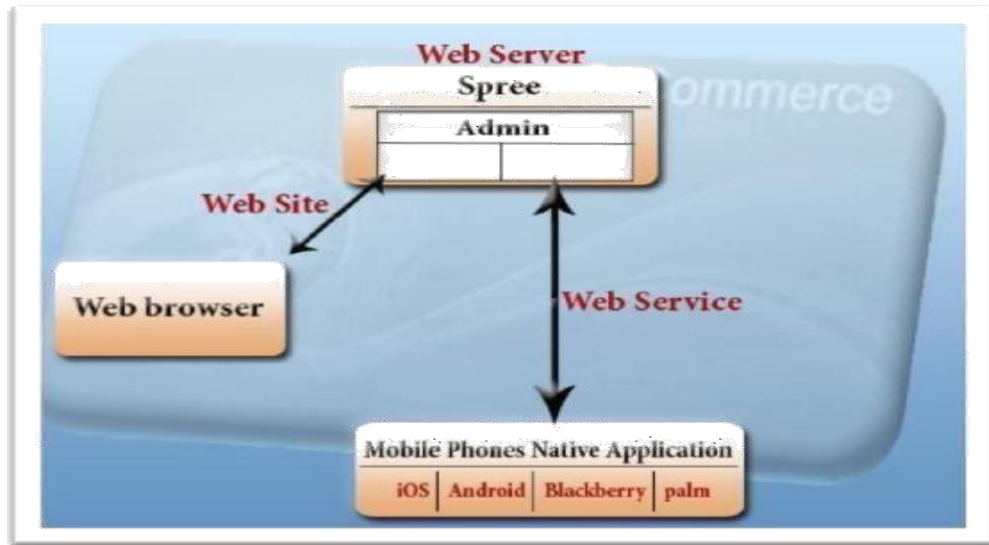 Web Server
Spree
ommerce
Admin
Web Site
Web browser
Web Service
Mobile Phones Native Application
iOS Android Blackberry palm